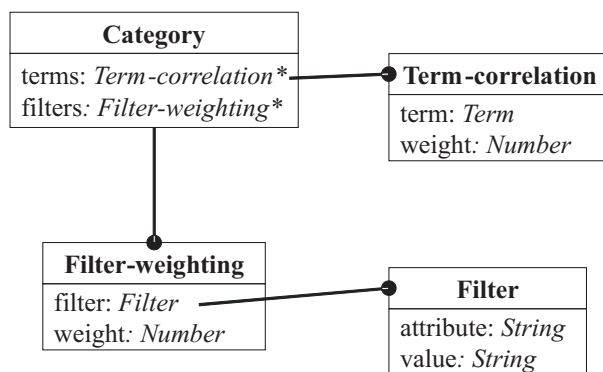 Category
terms: Term-correlation*
filters: Filter-weighting*
Term-correlation
term: Term
weight: Number
Filter-weighting
filter: Filter
weight: Number
Filter
attribute: String
value: String